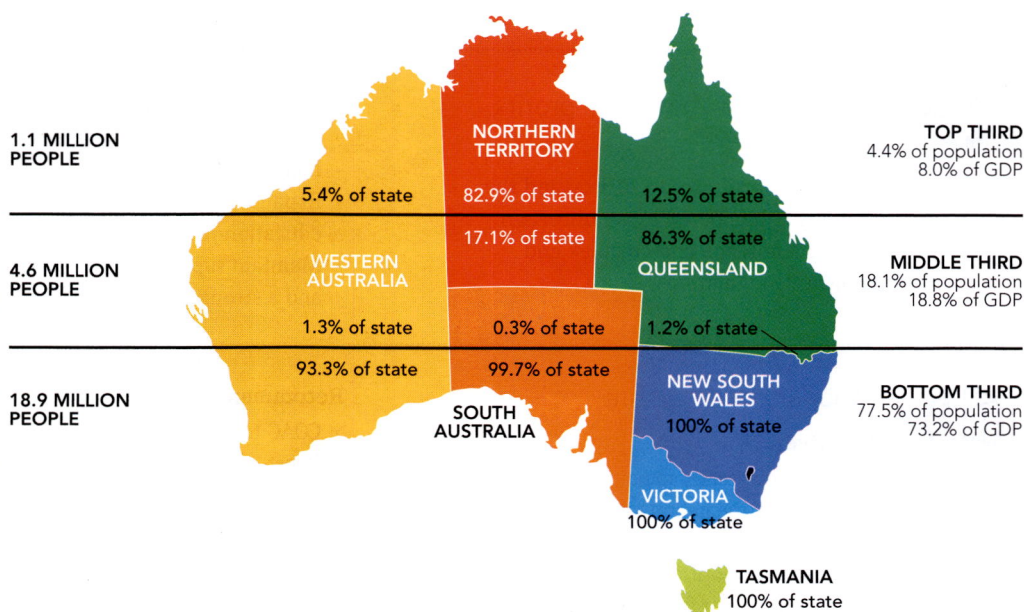 1.1 MILLION
PEOPLE
NORTHERN
TERRITORY
TOP THIRD
4.4% of population
8.0% of GDP
5.4% of state
82.9% of state
12.5% of state
17.1% of state
86.3% of state
4.6 MILLION
PEOPLE
WESTERN
AUSTRALIA
QUEENSLAND
MIDDLE THIRD
18.1% of population
18.8% of GDP
1.3% of state
0.3% of state
1.2% of state
93.3% of state
99.7% of state
18.9 MILLION
PEOPLE
SOUTH
AUSTRALIA
NEW SOUTH
WALES
100% of state
BOTTOM THIRD
77.5% of population
73.2% of GDP
VICTORIA
100% of state
TASMANIA
100% of state